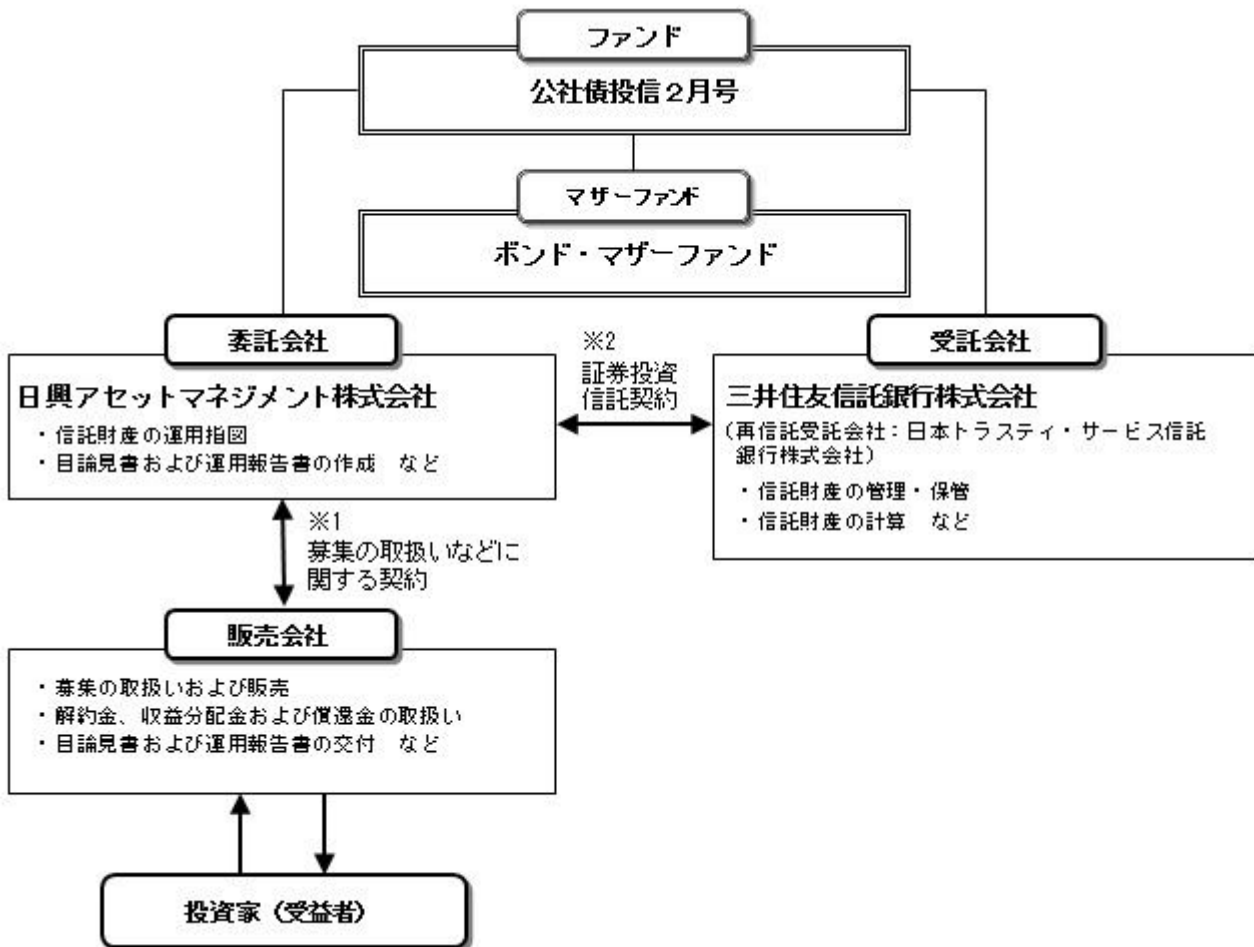 ファンド
公社債投信２月号
マザーファンド
ボンド・マザーファンド
委託会社
日興アセットマネジメント株式会社
・信託財産の運用指図
・目論見書および運用報告書の作成　など
※2
証券投資
信託契約
受託会社
三井住友信託銀行株式会社
（再信託受託会社：日本トラスティ・サービス信託
銀行株式会社）
・信託財産の管理・保管
・信託財産の計算　など
※1
募集の取扱いなどに
関する契約
販売会社
・募集の取扱いおよび販売
・解約金、収益分配金および償還金の取扱い
・目論見書および運用報告書の交付　など
投資家（受益者）